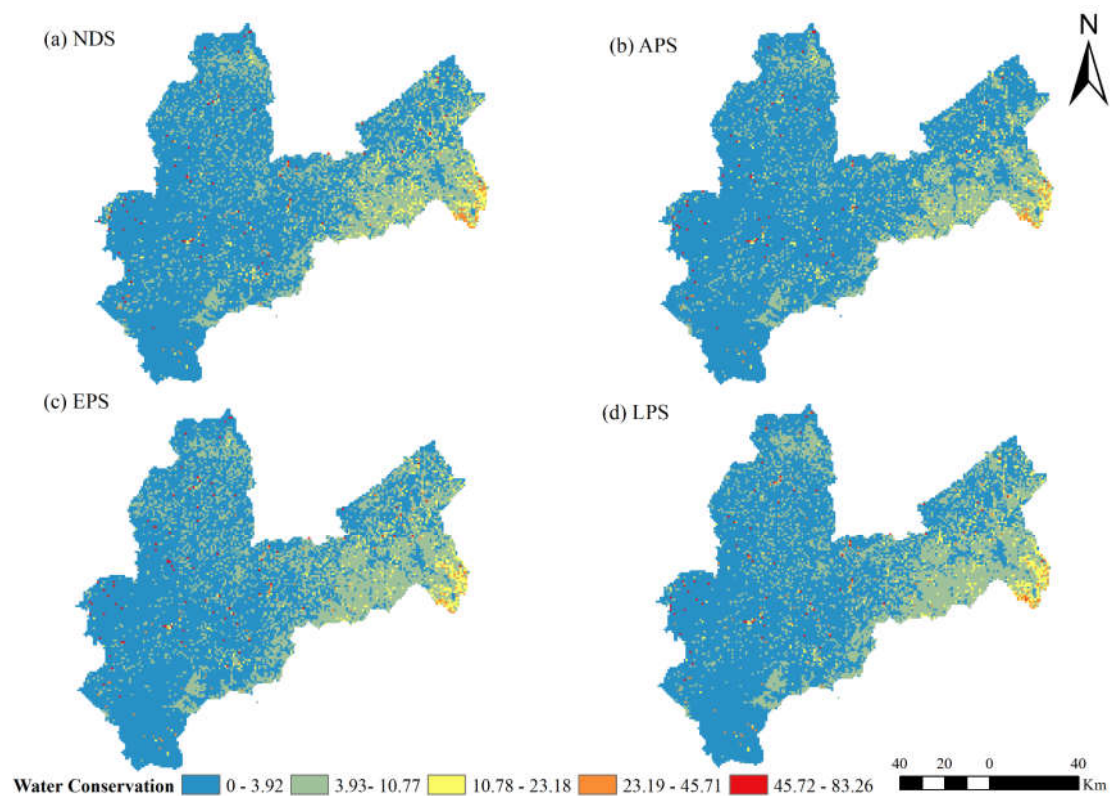 (a) NDS
(b) APS
N
(c) EPS
(d) LPS
Water Conservation 0 - 3.92 3.93- 10.77 10.78 - 23.18 23.19 - 45.71 45.72 - 83.26
40 20 0 40
Km